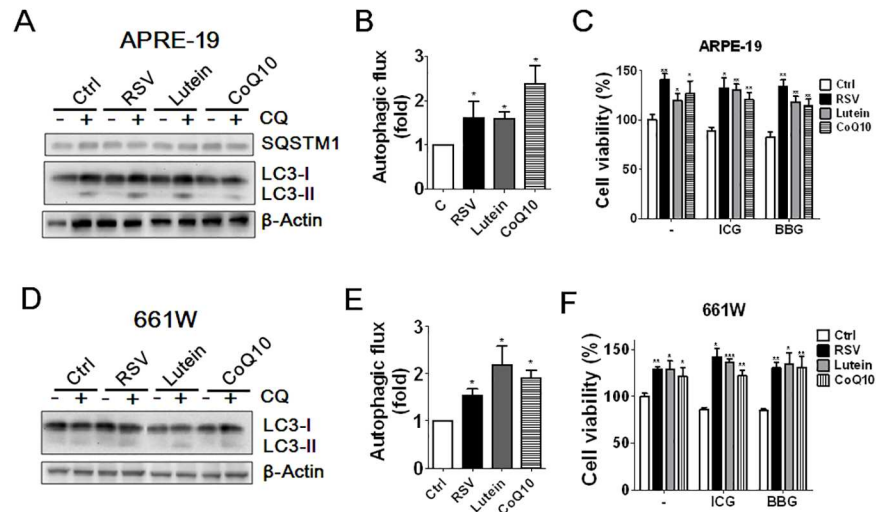 A
APRE-19
Ctrl RSV Lutein CoQ10
- + - + - + - + CQ
SQSTM1
LC3-I
LC3-II
β-Actin
B
Autophagic flux
(fold)
3
2
1
0
* * *
C RSV Lutein CoQ10
C
ARPE-19
Cell viability (%)
150
100
50
0
** * * * ** ** ** ** **
- ICG BBG
Ctrl
RSV
Lutein
CoQ10
D
661W
Ctrl RSV Lutein CoQ10
- + - + - + - + CQ
LC3-I
LC3-II
β-Actin
E
Autophagic flux
(fold)
3
2
1
0
* * *
Ctrl RSV Lutein CoQ10
F
661W
Cell viability (%)
150
100
50
0
** * * * *** ** ** * **
- ICG BBG
Ctrl
RSV
Lutein
CoQ10